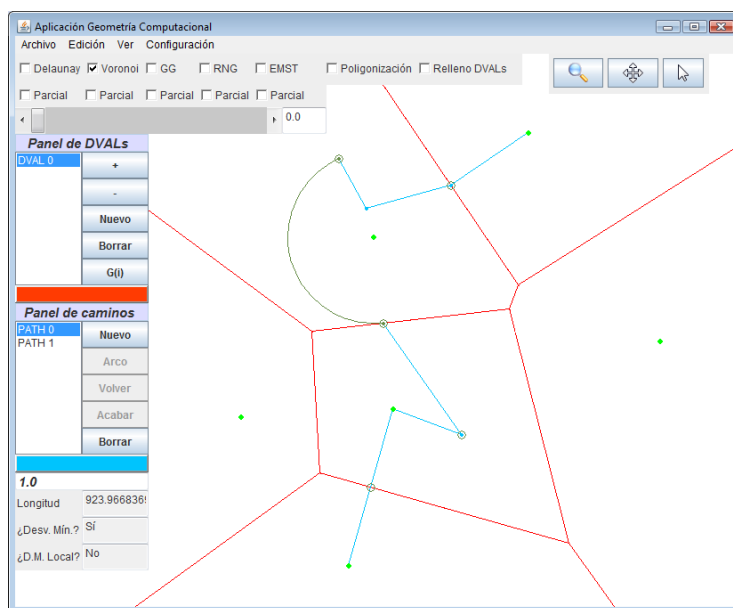 Aplicación Geometría Computacional
Archivo Edición Ver Configuración
Delaunay Voronoi GG RNG EMST Poligonización Relleno DVALs
Parcial Parcial Parcial Parcial Parcial
0.0
Panel de DVALs
DVAL 0
+
-
Nuevo
Borrar
G(i)
Panel de caminos
PATH 0
PATH 1
Nuevo
Arco
Volver
Acabar
Borrar
1.0
Longitud 923.9668369
¿Desv. Mín.? Sí
¿D.M. Local? No